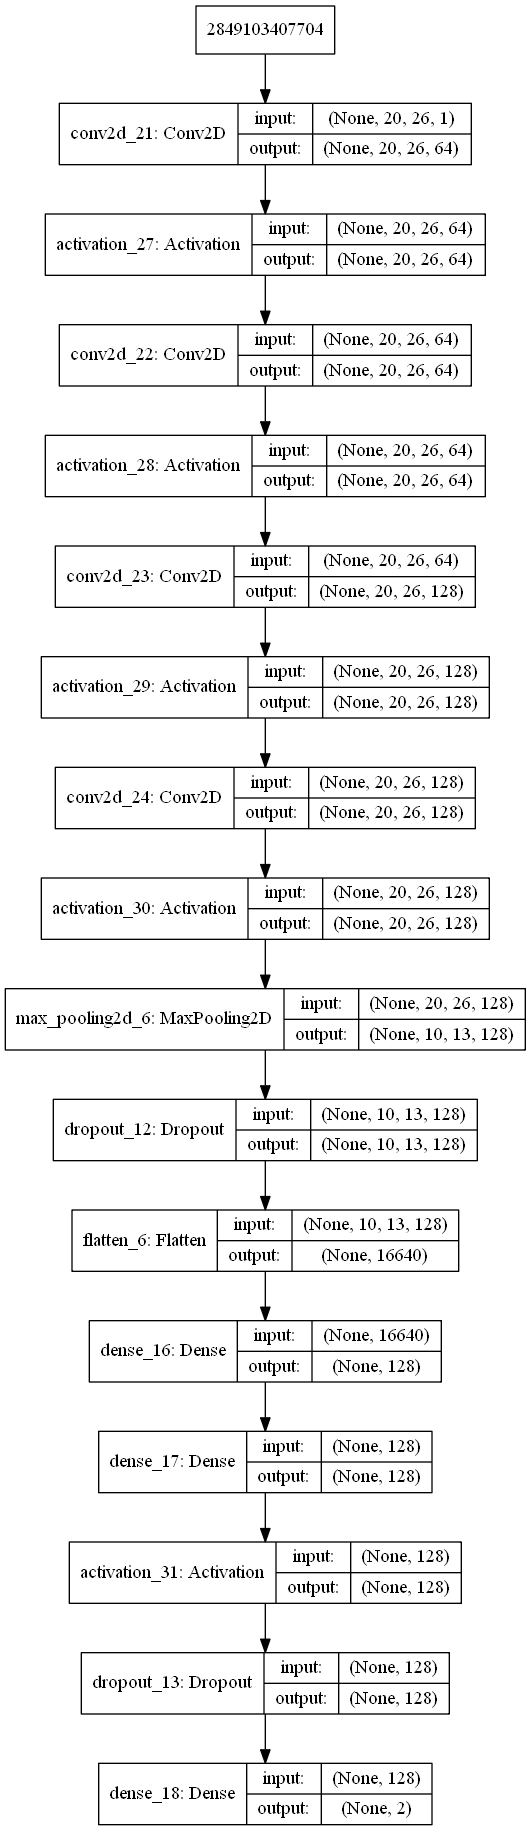 2849103407704
conv2d_21: Conv2D
input:
(None, 20, 26, 1)
output:
(None, 20, 26, 64)
activation_27: Activation
input:
(None, 20, 26, 64)
output:
(None, 20, 26, 64)
conv2d_22: Conv2D
input:
(None, 20, 26, 64)
output:
(None, 20, 26, 64)
activation_28: Activation
input:
(None, 20, 26, 64)
output:
(None, 20, 26, 64)
conv2d_23: Conv2D
input:
(None, 20, 26, 64)
output:
(None, 20, 26, 128)
activation_29: Activation
input:
(None, 20, 26, 128)
output:
(None, 20, 26, 128)
conv2d_24: Conv2D
input:
(None, 20, 26, 128)
output:
(None, 20, 26, 128)
activation_30: Activation
input:
(None, 20, 26, 128)
output:
(None, 20, 26, 128)
max_pooling2d_6: MaxPooling2D
input:
(None, 20, 26, 128)
output:
(None, 10, 13, 128)
dropout_12: Dropout
input:
(None, 10, 13, 128)
output:
(None, 10, 13, 128)
flatten_6: Flatten
input:
(None, 10, 13, 128)
output:
(None, 16640)
dense_16: Dense
input:
(None, 16640)
output:
(None, 128)
dense_17: Dense
input:
(None, 128)
output:
(None, 128)
activation_31: Activation
input:
(None, 128)
output:
(None, 128)
dropout_13: Dropout
input:
(None, 128)
output:
(None, 128)
dense_18: Dense
input:
(None, 128)
output:
(None, 2)